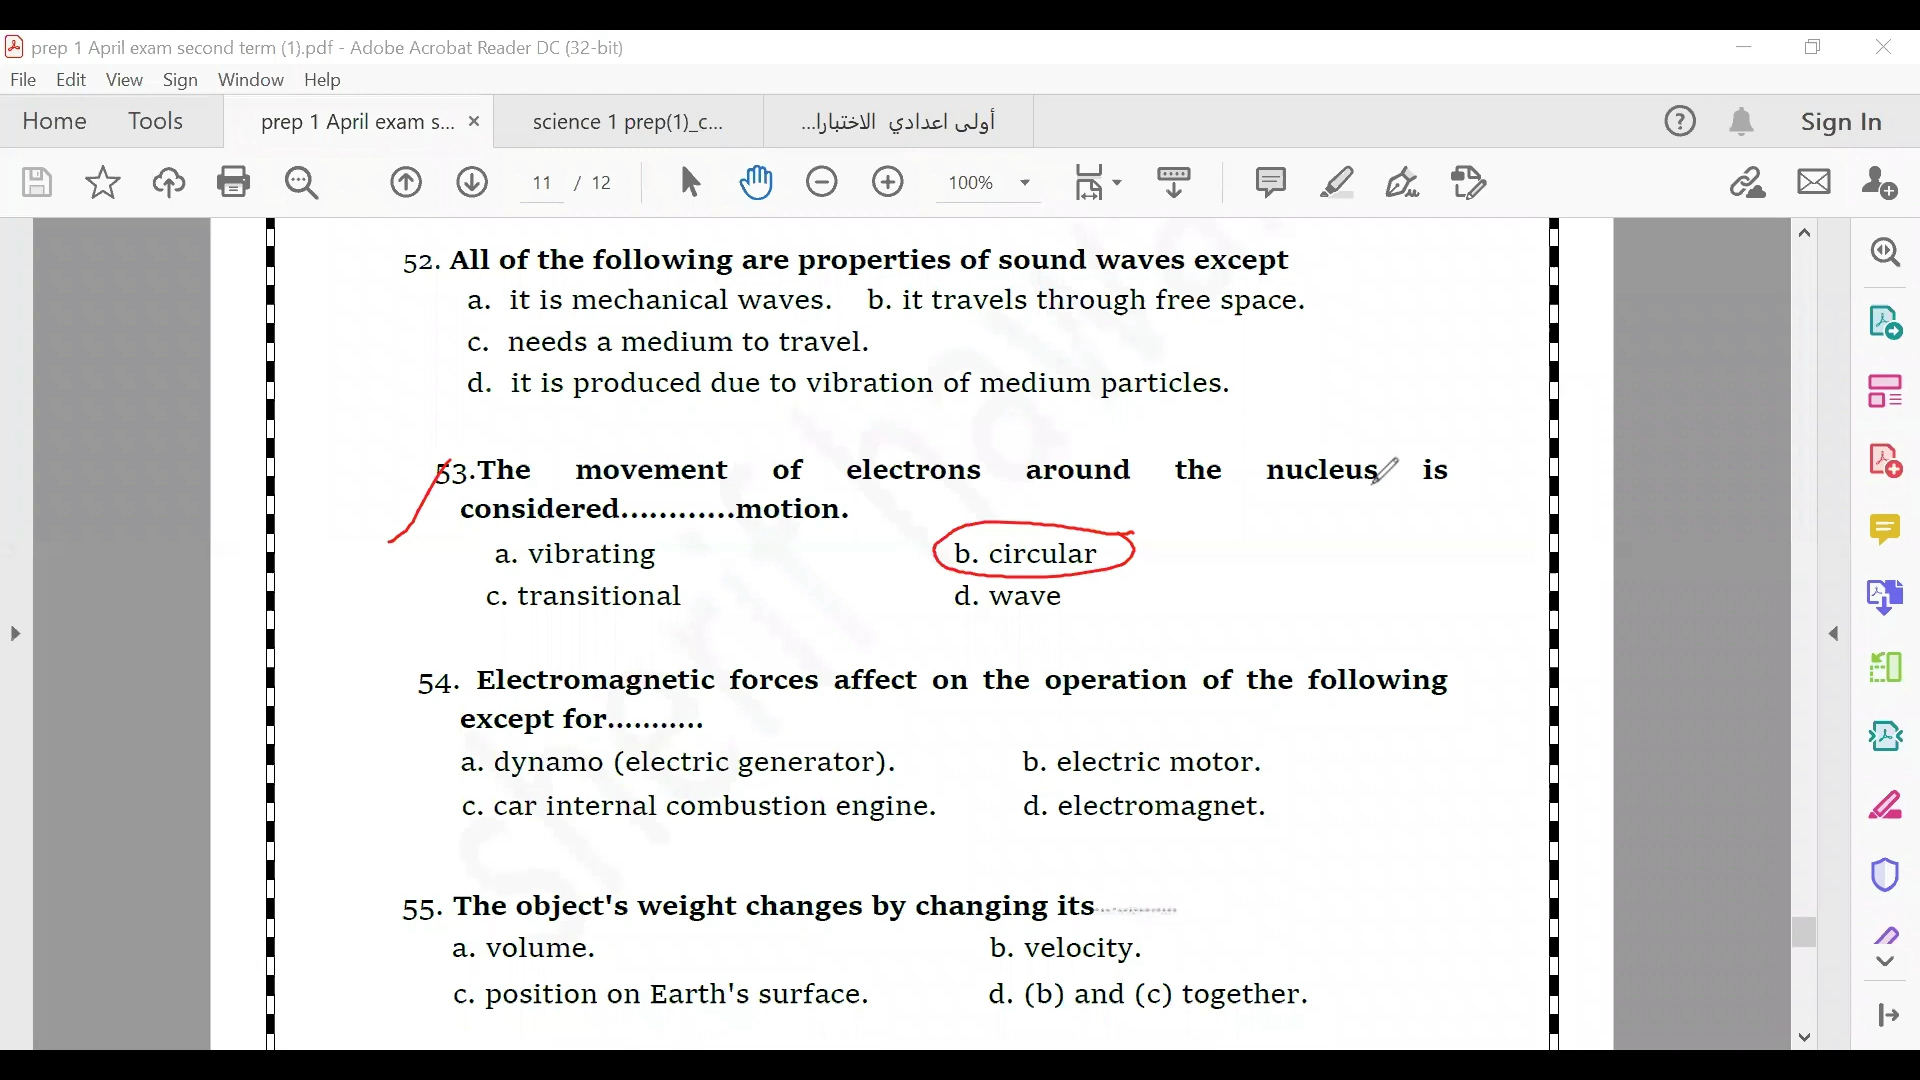 prep 1 April exam second term (1).pdf - Adobe Acrobat Reader DC (32-bit)
File Edit View Sign Window Help
Home Tools prep 1 April exam s... × science 1 prep(1)_c... أولى اعدادي الاختبارا... Sign In
11 / 12 100%
52. All of the following are properties of sound waves except
a. it is mechanical waves. b. it travels through free space.
c. needs a medium to travel.
d. it is produced due to vibration of medium particles.
53.The movement of electrons around the nucleus is
considered............motion.
a. vibrating b. circular
c. transitional d. wave
54. Electromagnetic forces affect on the operation of the following
except for...........
a. dynamo (electric generator). b. electric motor.
c. car internal combustion engine. d. electromagnet.
55. The object's weight changes by changing its............
a. volume. b. velocity.
c. position on Earth's surface. d. (b) and (c) together.